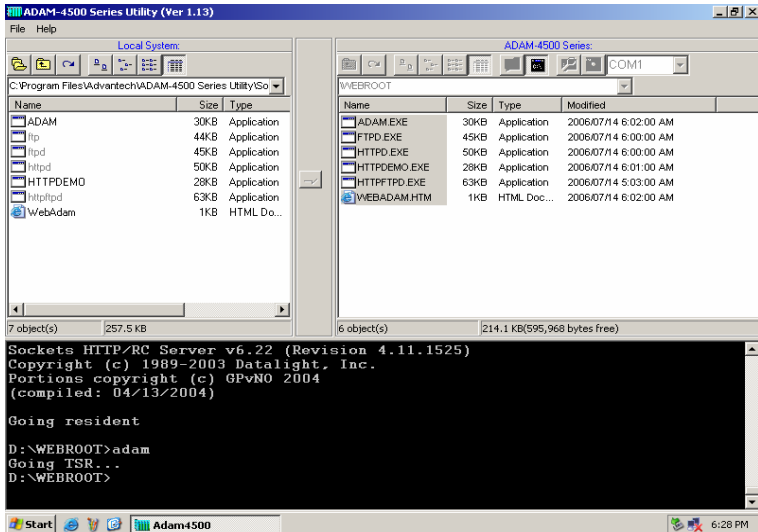 ADAM-4500 Series Utility (Ver 1.13)
File Help
Local System:
C:\Program Files\Advantech\ADAM-4500 Series Utility\So
Name Size Type
ADAM 30KB Application
ftp 44KB Application
ftpd 45KB Application
httpd 50KB Application
HTTPDEMO 28KB Application
httpftpd 63KB Application
WebAdam 1KB HTML Do...
7 object(s) 257.5 KB
ADAM-4500 Series:
COM1
WEBROOT
Name Size Type Modified
ADAM.EXE 30KB Application 2006/07/14 6:02:00 AM
FTPD.EXE 45KB Application 2006/07/14 6:00:00 AM
HTTPD.EXE 50KB Application 2006/07/14 6:00:00 AM
HTTPDEMO.EXE 28KB Application 2006/07/14 6:01:00 AM
HTTPFTPD.EXE 63KB Application 2006/07/14 5:03:00 AM
WEBADAM.HTM 1KB HTML Doc... 2006/07/14 6:02:00 AM
6 object(s) 214.1 KB(595,968 bytes free)
Sockets HTTP/RC Server v6.22 (Revision 4.11.1525)
Copyright (c) 1989-2003 Datalight, Inc.
Portions copyright (c) GPvNO 2004
(compiled: 04/13/2004)
Going resident
D:\WEBROOT>adam
Going TSR...
D:\WEBROOT>
Start Adam4500 6:28 PM